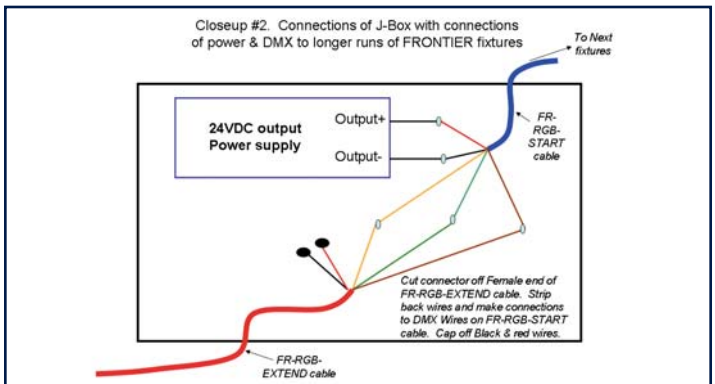 Closeup #2. Connections of J-Box with connections
of power & DMX to longer runs of FRONTIER fixtures
To Next
fixtures
24VDC output
Power supply
Output+
Output-
FR-
RGB-
START
cable
Cut connector off Female end of
FR-RGB-EXTEND cable. Strip
back wires and make connections
to DMX Wires on FR-RGB-START
cable. Cap off Black & red wires.
FR-RGB-
EXTEND cable